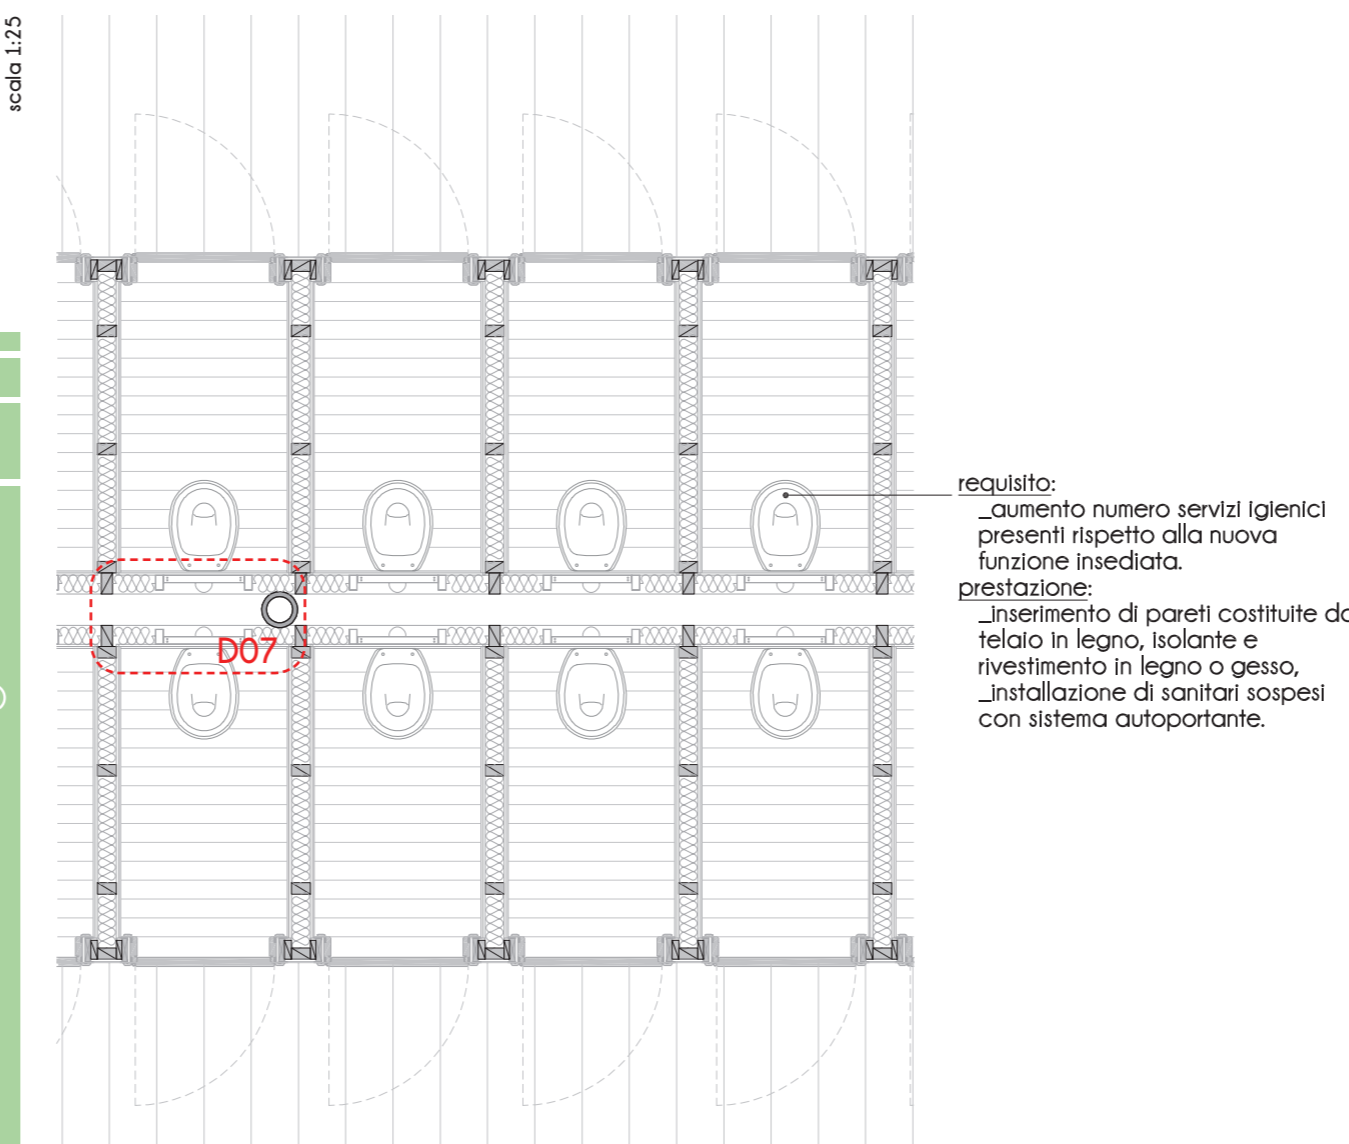 scala 1:25
requisito:
_aumento numero servizi igienici
presenti rispetto alla nuova
funzione insediata.
prestazione:
_inserimento di pareti costituite da
telaio in legno, isolante e
rivestimento in legno o gesso,
_installazione di sanitari sospesi
con sistema autoportante.
D07